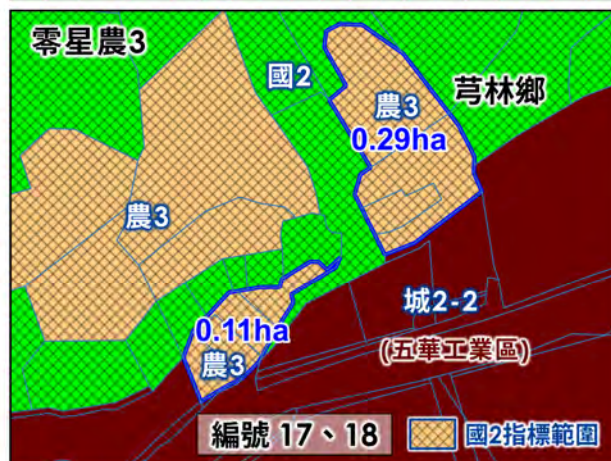 零星農3
國2
農3
0.29ha
芎林鄉
農3
城2-2
(五華工業區)
0.11ha
農3
編號 17、18
國2指標範圍